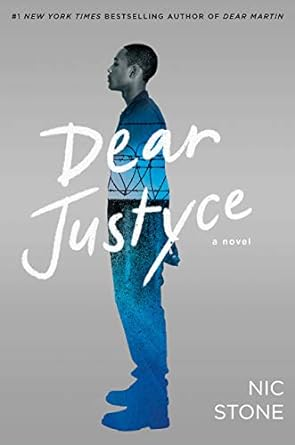 #1 NEW YORK TIMES BESTSELLING AUTHOR OF DEAR MARTIN
Dear
Justyce
a novel
NIC
STONE